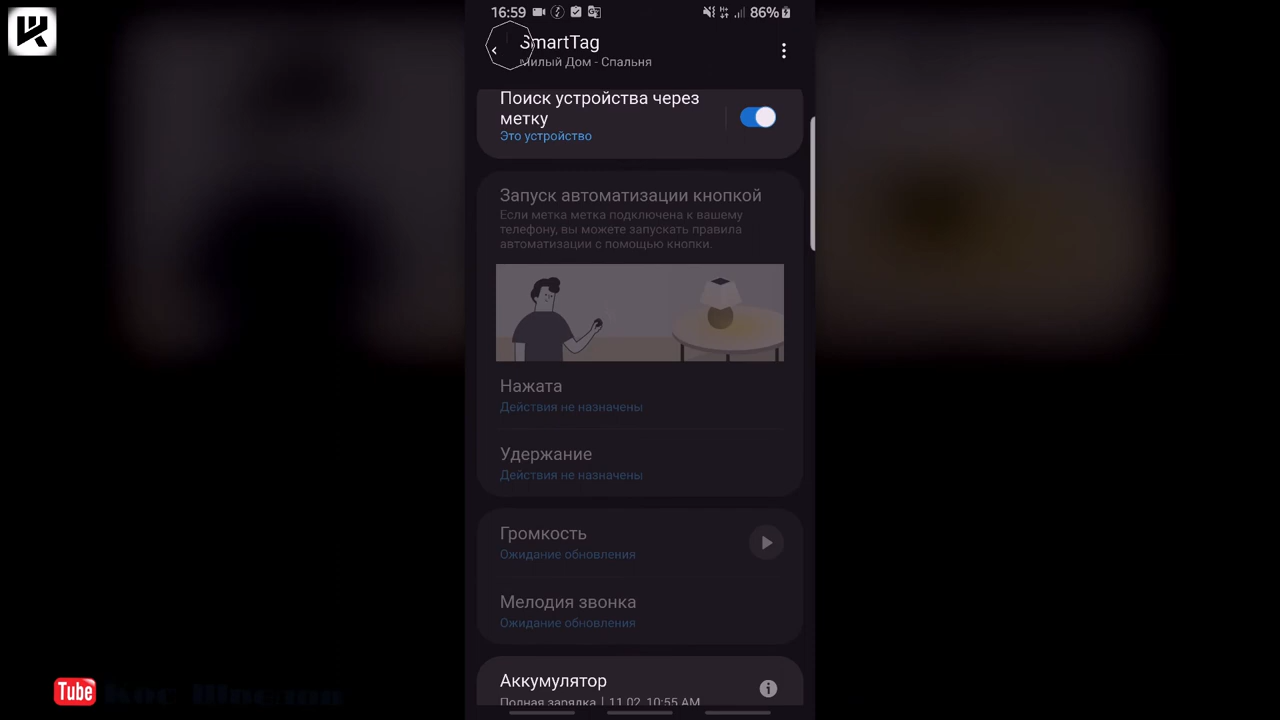 16:59
86%
SmartTag
Милый Дом - Спальня
Поиск устройства через
метку
Это устройство
Запуск автоматизации кнопкой
Если метка метка подключена к вашему
телефону, вы можете запускать правила
автоматизации с помощью кнопки.
Нажата
Действия не назначены
Удержание
Действия не назначены
Громкость
Ожидание обновления
Мелодия звонка
Ожидание обновления
Аккумулятор
Полная зарядка | 11.02, 10:55 AM
Tube